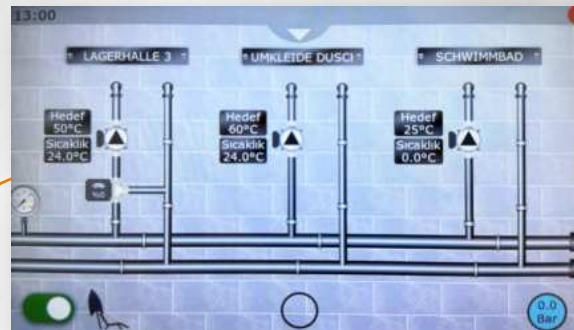 13:00
LAGERHALLE 3
UMKLEIDE DUSCI
SCHWIMMBAD
Hedef
50°C
Sıcaklık
24.0°C
Hedef
60°C
Sıcaklık
24.0°C
Hedef
25°C
Sıcaklık
0.0°C
0.0
Bar